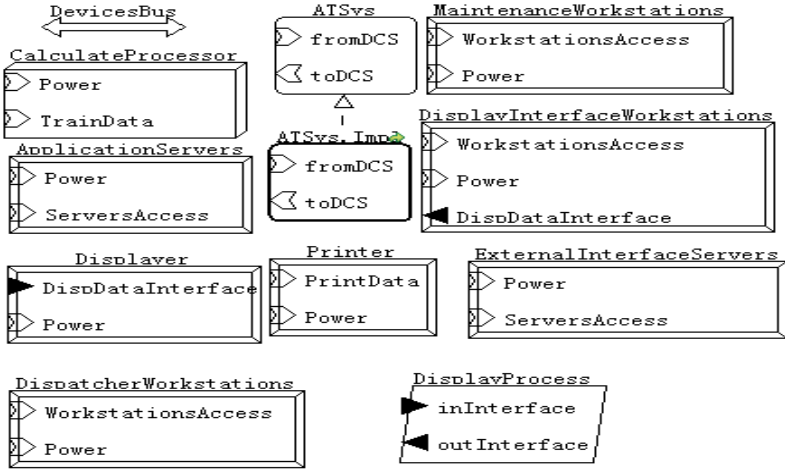 DevicesBus
ATSys
MaintenanceWorkstations
fromDCS
toDCS
WorkstationsAccess
Power
CalculateProcessor
Power
TrainData
ATSys.Impl
fromDCS
toDCS
DisplayInterfaceWorkstations
WorkstationsAccess
Power
DispDataInterface
ApplicationServers
Power
ServersAccess
Displayer
DispDataInterface
Power
Printer
PrintData
Power
ExternalInterfaceServers
Power
ServersAccess
DispatcherWorkstations
WorkstationsAccess
Power
DisplayProcess
inInterface
outInterface